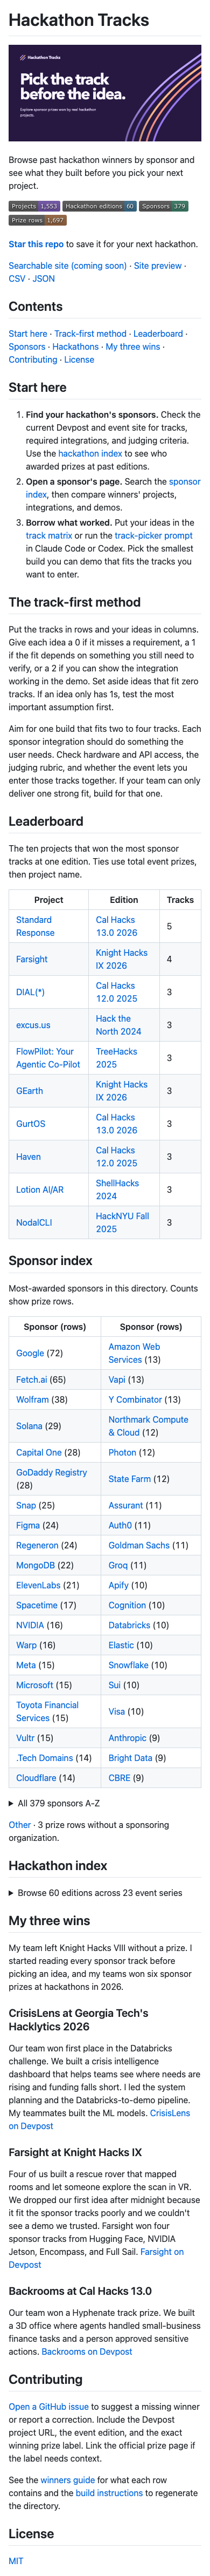 Hackathon Tracks
Hackathon Tracks
Pick the track
before the idea.
Explore sponsor prizes won by real hackathon
projects.
Browse past hackathon winners by sponsor and
see what they built before you pick your next
project.
Projects 1,553 Hackathon editions 60 Sponsors 379
Prize rows 1,697
Star this repo to save it for your next hackathon.
Searchable site (coming soon) · Site preview ·
CSV · JSON
Contents
Start here · Track-first method · Leaderboard ·
Sponsors · Hackathons · My three wins ·
Contributing · License
Start here
1. Find your hackathon's sponsors. Check the
current Devpost and event site for tracks,
required integrations, and judging criteria.
Use the hackathon index to see who
awarded prizes at past editions.
2. Open a sponsor's page. Search the sponsor
index, then compare winners' projects,
integrations, and demos.
3. Borrow what worked. Put your ideas in the
track matrix or run the track-picker prompt
in Claude Code or Codex. Pick the smallest
build you can demo that fits the tracks you
want to enter.
The track-first method
Put the tracks in rows and your ideas in columns.
Give each idea a 0 if it misses a requirement, a 1
if the fit depends on something you still need to
verify, or a 2 if you can show the integration
working in the demo. Set aside ideas that fit zero
tracks. If an idea only has 1s, test the most
important assumption first.
Aim for one build that fits two to four tracks. Each
sponsor integration should do something the
user needs. Check hardware and API access, the
judging rubric, and whether the event lets you
enter those tracks together. If your team can only
deliver one strong fit, build for that one.
Leaderboard
The ten projects that won the most sponsor
tracks at one edition. Ties use total event prizes,
then project name.
Project Edition Tracks
Standard Response Cal Hacks 13.0 2026 5
Farsight Knight Hacks IX 2026 4
DIAL(*) Cal Hacks 12.0 2025 3
excus.us Hack the North 2024 3
FlowPilot: Your Agentic Co-Pilot TreeHacks 2025 3
GEarth Knight Hacks IX 2026 3
GurtOS Cal Hacks 13.0 2026 3
Haven Cal Hacks 12.0 2025 3
Lotion AI/AR ShellHacks 2024 3
NodalCLI HackNYU Fall 2025 3
Sponsor index
Most-awarded sponsors in this directory. Counts
show prize rows.
Sponsor (rows) Sponsor (rows)
Google (72) Amazon Web Services (13)
Fetch.ai (65) Vapi (13)
Wolfram (38) Y Combinator (13)
Solana (29) Northmark Compute & Cloud (12)
Capital One (28) Photon (12)
GoDaddy Registry (28) State Farm (12)
Snap (25) Assurant (11)
Figma (24) Auth0 (11)
Regeneron (24) Goldman Sachs (11)
MongoDB (22) Groq (11)
ElevenLabs (21) Apify (10)
Spacetime (17) Cognition (10)
NVIDIA (16) Databricks (10)
Warp (16) Elastic (10)
Meta (15) Snowflake (10)
Microsoft (15) Sui (10)
Toyota Financial Services (15) Visa (10)
Vultr (15) Anthropic (9)
.Tech Domains (14) Bright Data (9)
Cloudflare (14) CBRE (9)
All 379 sponsors A-Z
Other · 3 prize rows without a sponsoring
organization.
Hackathon index
Browse 60 editions across 23 event series
My three wins
My team left Knight Hacks VIII without a prize. I
started reading every sponsor track before
picking an idea, and my teams won six sponsor
prizes at hackathons in 2026.
CrisisLens at Georgia Tech's
Hacklytics 2026
Our team won first place in the Databricks
challenge. We built a crisis intelligence
dashboard that helps teams see where needs
are rising and funding falls short. I led the system
planning and the Databricks-to-demo pipeline.
My teammates built the ML models. CrisisLens
on Devpost
Farsight at Knight Hacks IX
Four of us built a rescue rover that mapped
rooms and let someone explore the scan in VR.
We dropped our first idea after midnight because
it fit the sponsor tracks poorly and we couldn't
see a demo we trusted. Farsight won four
sponsor tracks from Hugging Face, NVIDIA
Jetson, Encompass, and Full Sail. Farsight on
Devpost
Backrooms at Cal Hacks 13.0
Our team won a Hyphenate track prize. We built
a 3D office where agents handled small-business
finance tasks and a person approved sensitive
actions. Backrooms on Devpost
Contributing
Open a GitHub issue to suggest a missing winner
or report a correction. Include the Devpost
project URL, the event edition, and the exact
winning prize label. Link the official prize page if
the label needs context.
See the winners guide for what each row
contains and the build instructions to regenerate
the directory.
License
MIT